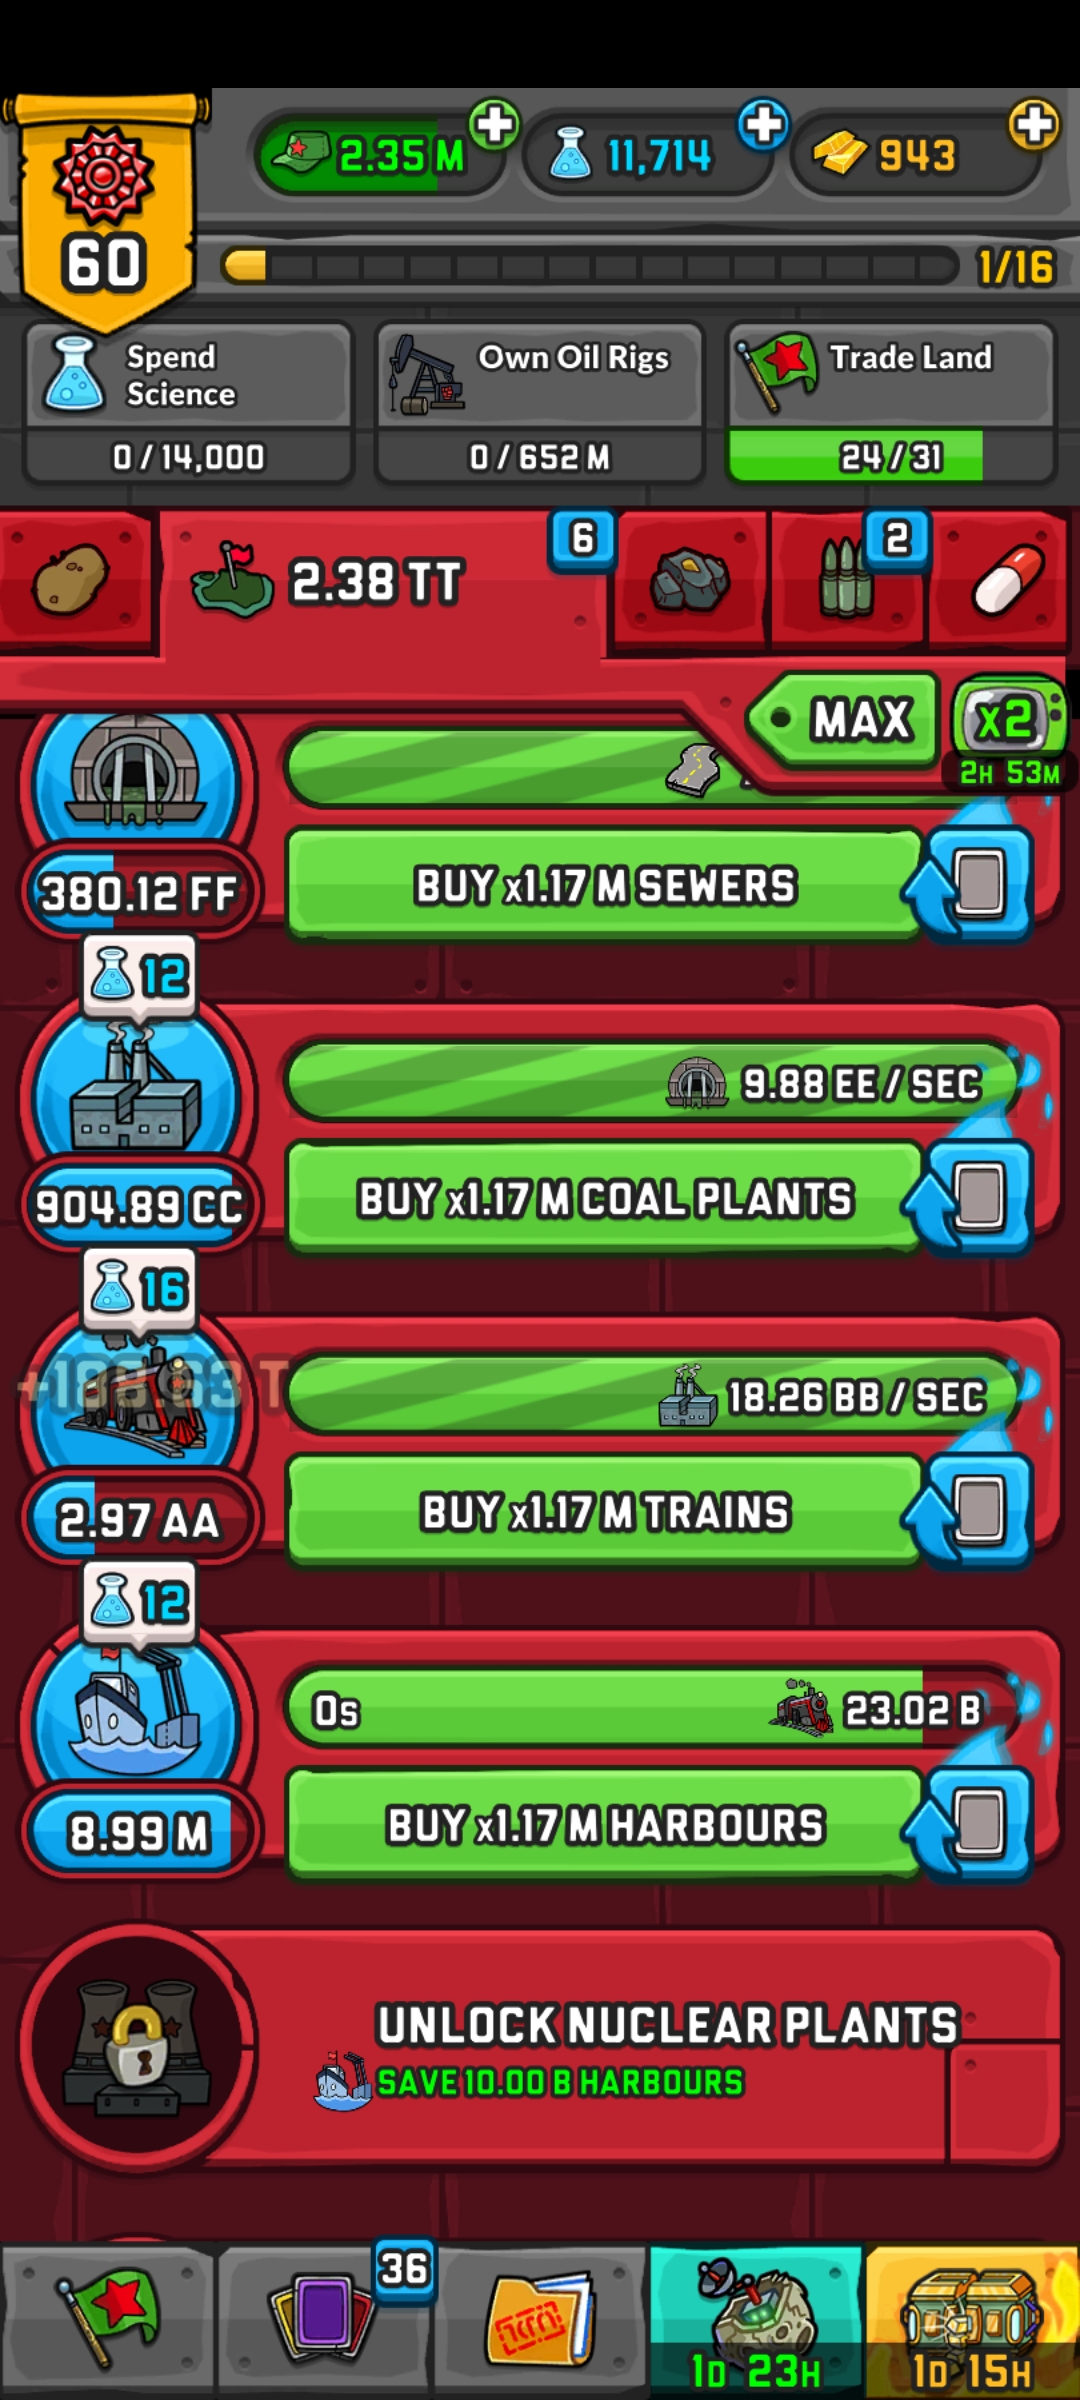 2.35 M
11,714
943
60
1/16
Spend
Science
0 / 14,000
Own Oil Rigs
0 / 652 M
Trade Land
24 / 31
2.38 TT
6
2
MAX
x2
2H 53M
380.12 FF
BUY x1.17 M SEWERS
12
9.88 EE / SEC
904.89 CC
BUY x1.17 M COAL PLANTS
16
18.26 BB / SEC
2.97 AA
BUY x1.17 M TRAINS
12
0s
23.02 B
8.99 M
BUY x1.17 M HARBOURS
UNLOCK NUCLEAR PLANTS
SAVE 10.00 B HARBOURS
36
1D 23H
1D 15H